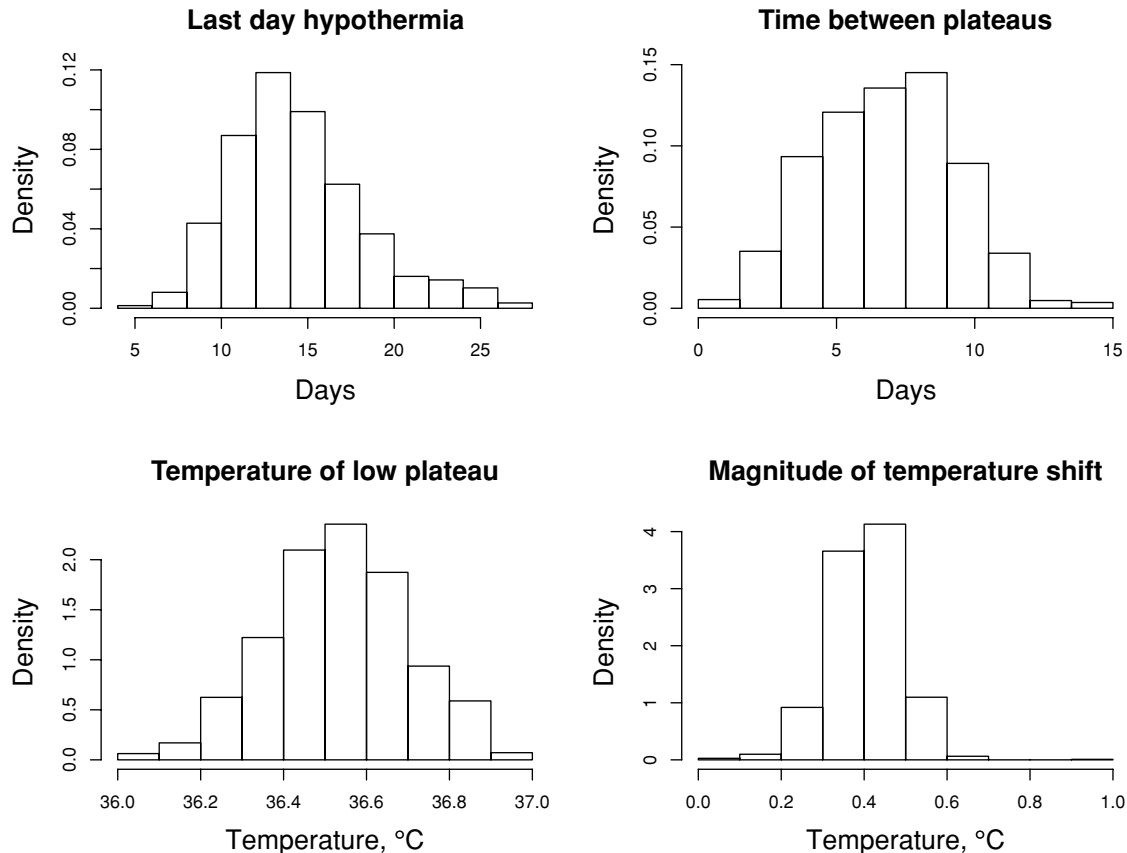 Last day hypothermia
Density
0.00 0.04 0.08 0.12
5 10 15 20 25
Days
Time between plateaus
Density
0.00 0.05 0.10 0.15
0 5 10 15
Days
Temperature of low plateau
Density
0.0 0.5 1.0 1.5 2.0
36.0 36.2 36.4 36.6 36.8 37.0
Temperature, °C
Magnitude of temperature shift
Density
0 1 2 3 4
0.0 0.2 0.4 0.6 0.8 1.0
Temperature, °C